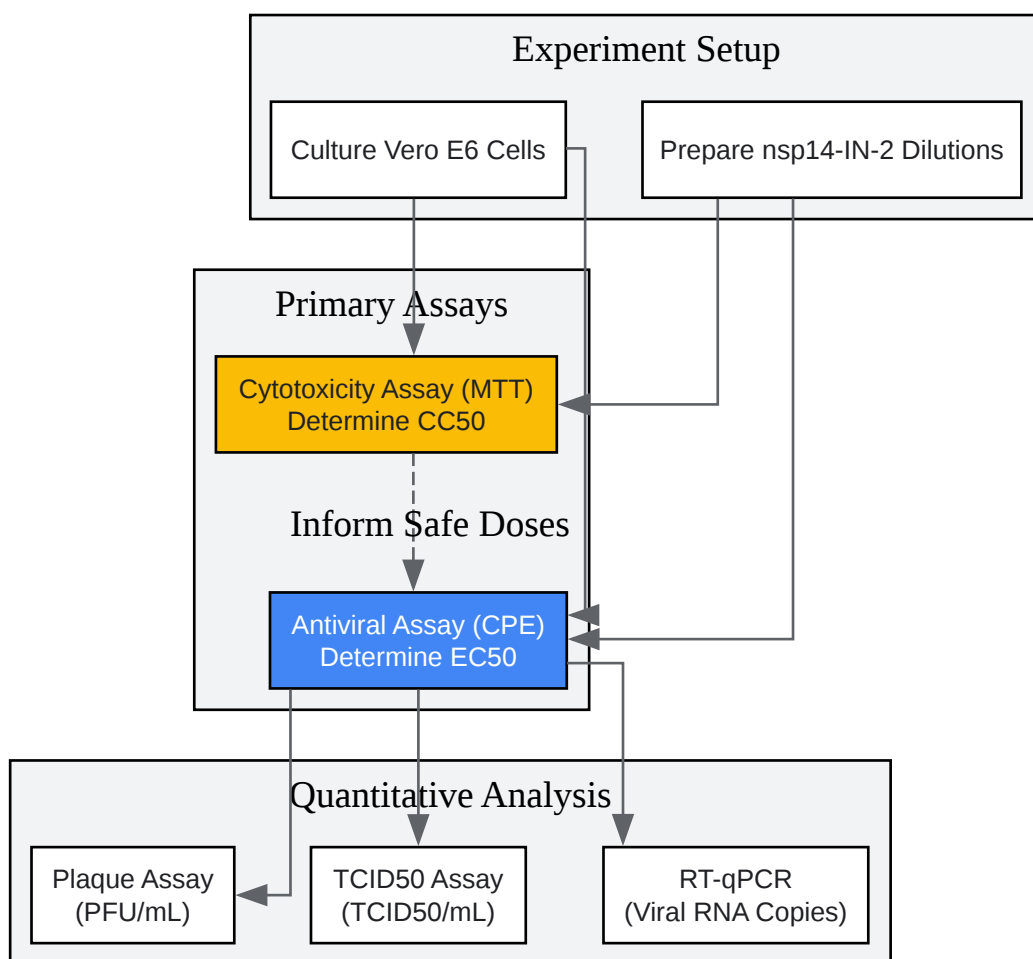 Experiment Setup
Culture Vero E6 Cells
Prepare nsp14-IN-2 Dilutions
Primary Assays
Cytotoxicity Assay (MTT)
Determine CC50
Inform Safe Doses
Antiviral Assay (CPE)
Determine EC50
Quantitative Analysis
Plaque Assay
(PFU/mL)
TCID50 Assay
(TCID50/mL)
RT-qPCR
(Viral RNA Copies)